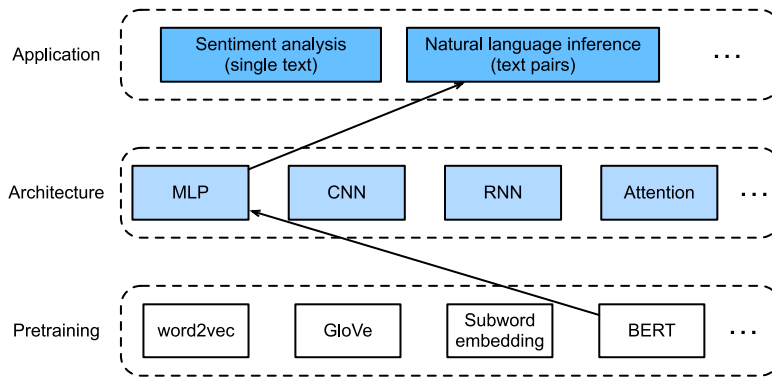 Application
Sentiment analysis
(single text)
Natural language inference
(text pairs)
...
Architecture
MLP
CNN
RNN
Attention
...
Pretraining
word2vec
GloVe
Subword
embedding
BERT
...